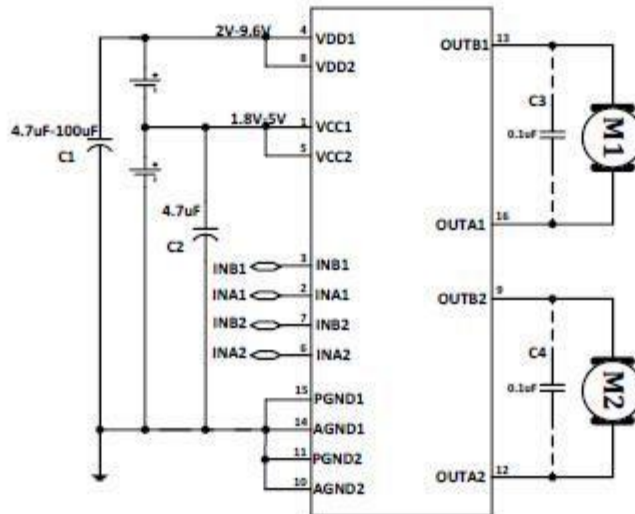 2V-9.6V
4 VDD1
8 VDD2
4.7uF-100uF
C1
1.8V-5V
1 VCC1
5 VCC2
4.7uF
C2
INB1 3 INB1
INA1 2 INA1
INB2 7 INB2
INA2 6 INA2
15 PGND1
14 AGND1
11 PGND2
10 AGND2
OUTB1 13
C3
0.1uF
M1
OUTA1 16
OUTB2 9
C4
0.1uF
M2
OUTA2 12